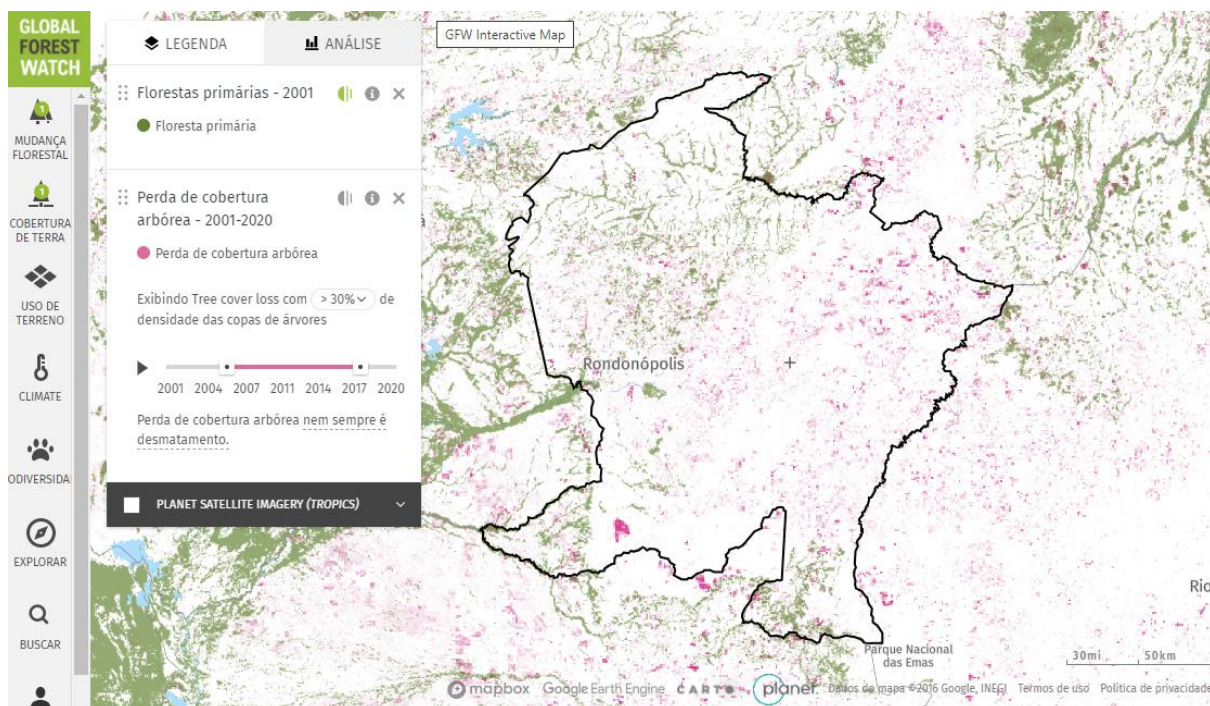 GLOBAL
FOREST
WATCH
MUDANÇA
FLORESTAL
COBERTURA
DE TERRA
USO DE
TERRENO
CLIMATE
ODIVERSIDA
EXPLORAR
BUSCAR
LEGENDA
ANÁLISE
Florestas primárias - 2001
Floresta primária
Perda de cobertura
arbórea - 2001-2020
Perda de cobertura arbórea
Exibindo Tree cover loss com > 30% de
densidade das copas de árvores
2001 2004 2007 2011 2014 2017 2020
Perda de cobertura arbórea nem sempre é
desmatamento.
PLANET SATELLITE IMAGERY (TROPICS)
GFW Interactive Map
Rondonópolis
Rio
Parque Nacional
das Emas
30mi 50km
mapbox Google Earth Engine CARTO planet. Dados do mapa ©2016 Google, INEGI Termos de uso Política de privacidade